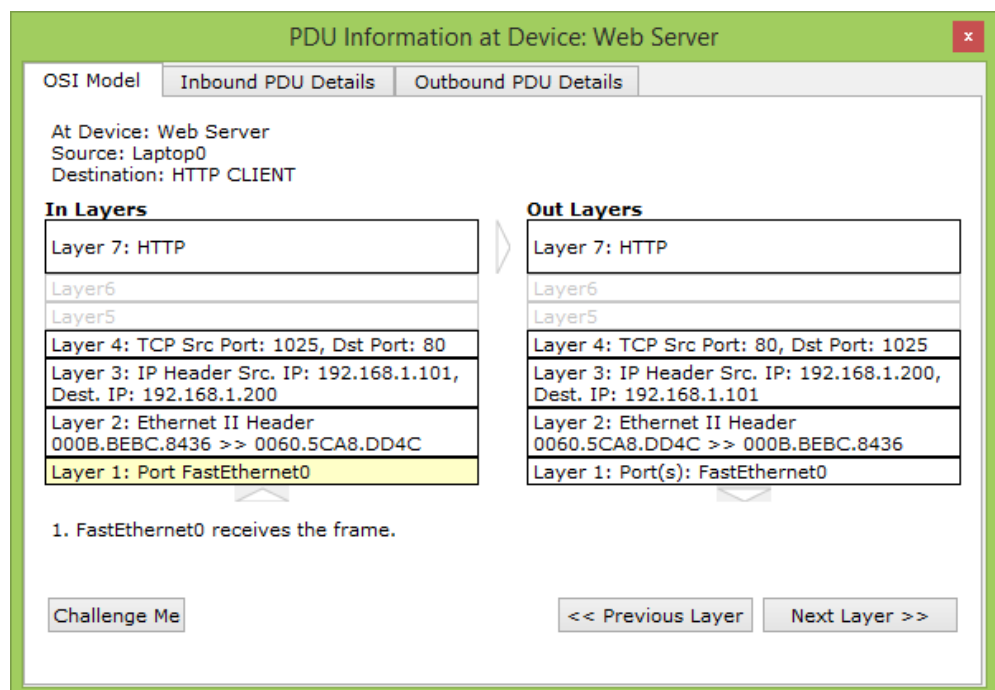 PDU Information at Device: Web Server
x
OSI Model
Inbound PDU Details
Outbound PDU Details
At Device: Web Server
Source: Laptop0
Destination: HTTP CLIENT
In Layers
Layer 7: HTTP
Layer6
Layer5
Layer 4: TCP Src Port: 1025, Dst Port: 80
Layer 3: IP Header Src. IP: 192.168.1.101,
Dest. IP: 192.168.1.200
Layer 2: Ethernet II Header
000B.BEBC.8436 >> 0060.5CA8.DD4C
Layer 1: Port FastEthernet0
Out Layers
Layer 7: HTTP
Layer6
Layer5
Layer 4: TCP Src Port: 80, Dst Port: 1025
Layer 3: IP Header Src. IP: 192.168.1.200,
Dest. IP: 192.168.1.101
Layer 2: Ethernet II Header
0060.5CA8.DD4C >> 000B.BEBC.8436
Layer 1: Port(s): FastEthernet0
1. FastEthernet0 receives the frame.
Challenge Me
<< Previous Layer
Next Layer >>